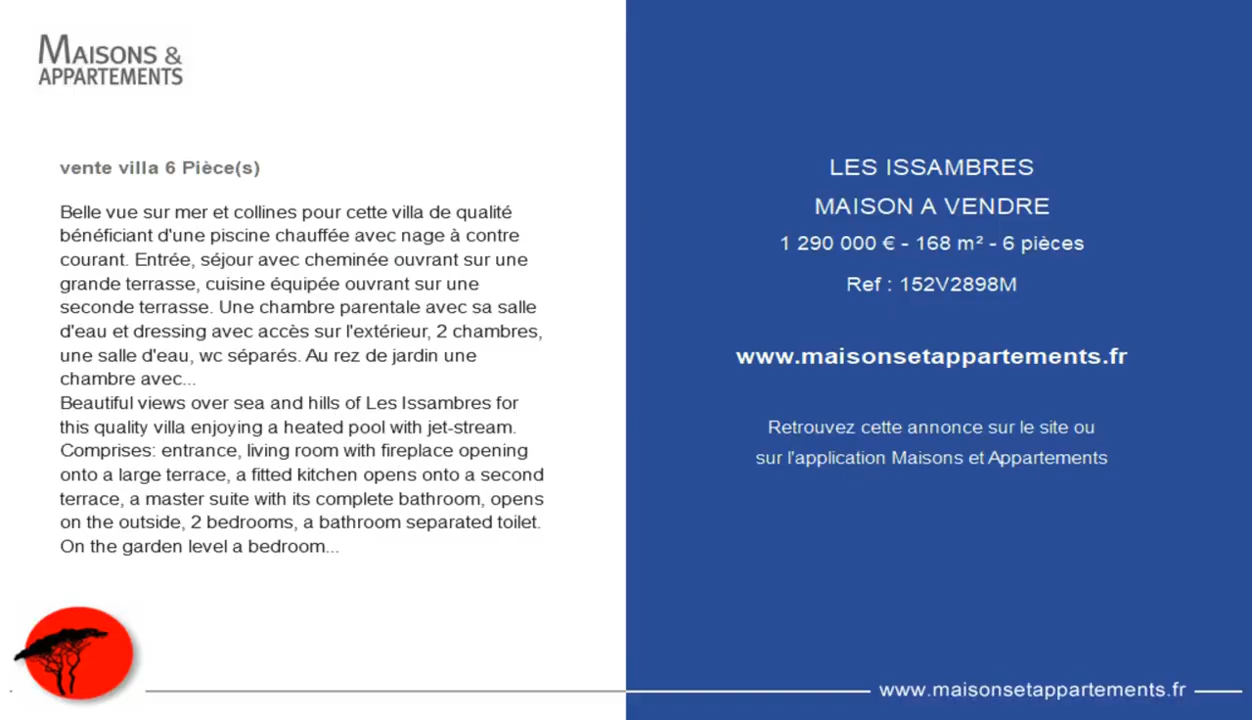 MAISONS &
APPARTEMENTS
vente villa 6 Pièce(s)
Belle vue sur mer et collines pour cette villa de qualité
bénéficiant d'une piscine chauffée avec nage à contre
courant. Entrée, séjour avec cheminée ouvrant sur une
grande terrasse, cuisine équipée ouvrant sur une
seconde terrasse. Une chambre parentale avec sa salle
d'eau et dressing avec accès sur l'extérieur, 2 chambres,
une salle d'eau, wc séparés. Au rez de jardin une
chambre avec...
Beautiful views over sea and hills of Les Issambres for
this quality villa enjoying a heated pool with jet-stream.
Comprises: entrance, living room with fireplace opening
onto a large terrace, a fitted kitchen opens onto a second
terrace, a master suite with its complete bathroom, opens
on the outside, 2 bedrooms, a bathroom separated toilet.
On the garden level a bedroom...
LES ISSAMBRES
MAISON A VENDRE
1 290 000 € - 168 m² - 6 pièces
Ref : 152V2898M
www.maisonsetappartements.fr
Retrouvez cette annonce sur le site ou
sur l'application Maisons et Appartements
www.maisonsetappartements.fr